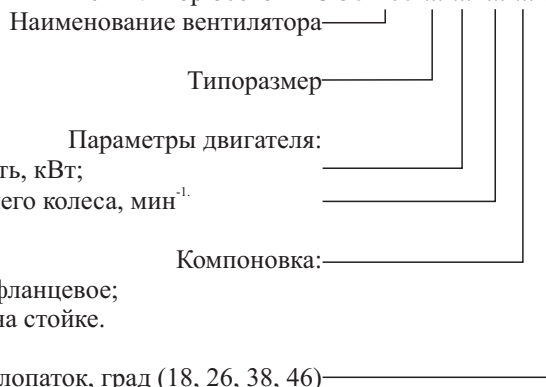 Наименование вентилятора
Типоразмер
Параметры двигателя:
ть, кВт;
него колеса, мин-1.
Компоновка:
фланцевое;
на стойке.
лопаток, град (18, 26, 38, 46)